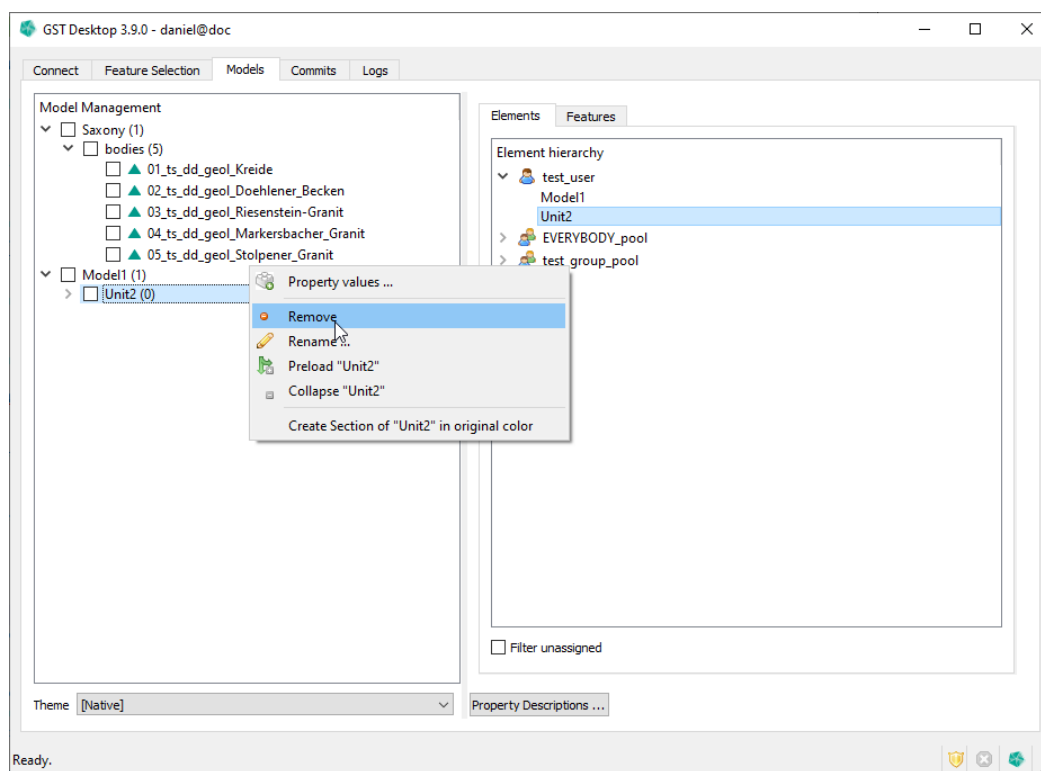 GST Desktop 3.9.0 - daniel@doc
Connect Feature Selection Models Commits Logs
Model Management
Saxony (1)
bodies (5)
01_ts_dd_geol_Kreide
02_ts_dd_geol_Doehlener_Becken
03_ts_dd_geol_Riesenstein-Granit
04_ts_dd_geol_Markersbacher_Granit
05_ts_dd_geol_Stolpener_Granit
Model1 (1)
Unit2 (0)
Property values ...
Remove
Rename ...
Preload "Unit2"
Collapse "Unit2"
Create Section of "Unit2" in original color
Elements Features
Element hierarchy
test_user
Model1
Unit2
EVERYBODY_pool
test_group_pool
Filter unassigned
Theme [Native]
Property Descriptions ...
Ready.